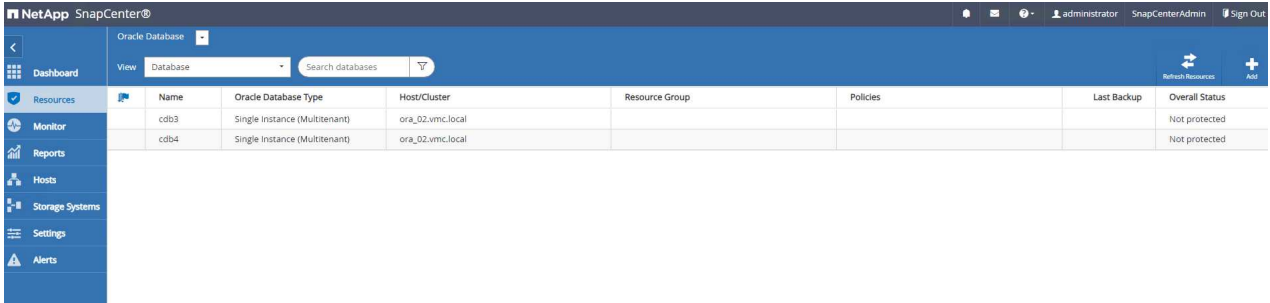 NetApp SnapCenter® administrator SnapCenterAdmin Sign Out
Oracle Database
Dashboard View Database Search databases Refresh Resources Add
Resources Name Oracle Database Type Host/Cluster Resource Group Policies Last Backup Overall Status
cdb3 Single Instance (Multitenant) ora_02.vmc.local Not protected
Monitor
cdb4 Single Instance (Multitenant) ora_02.vmc.local Not protected
Reports
Hosts
Storage Systems
Settings
Alerts